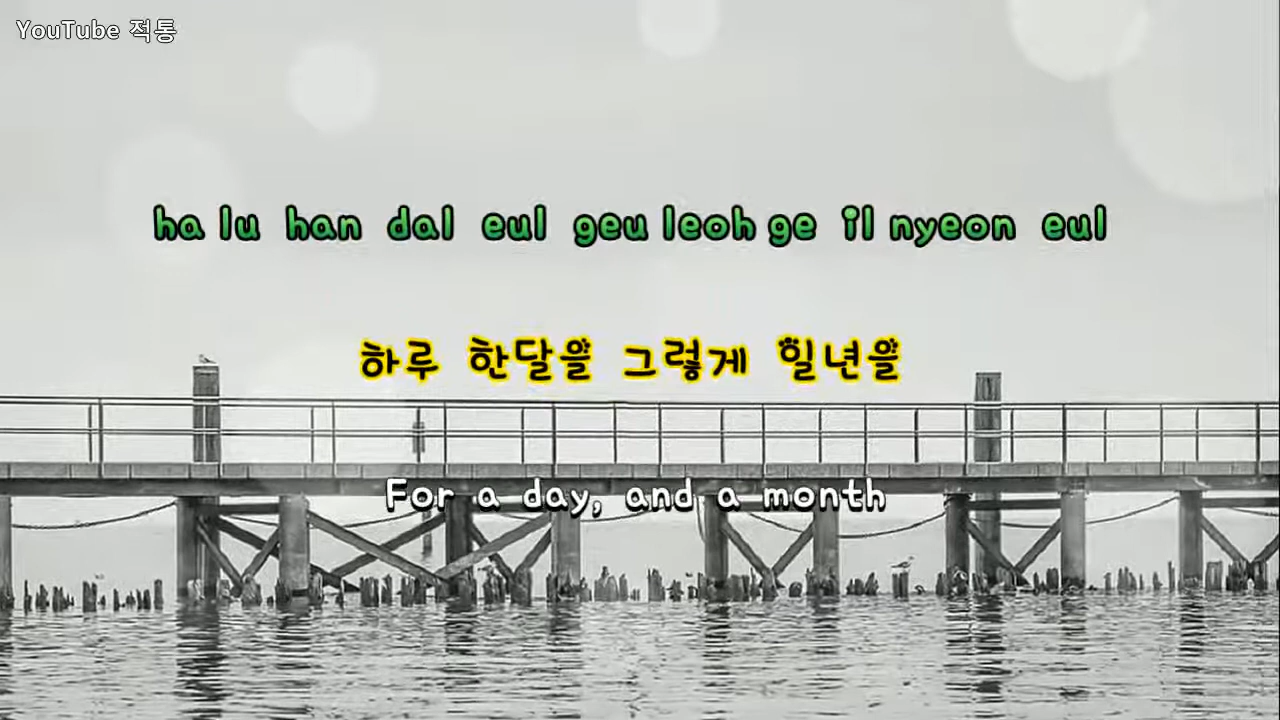 YouTube 적통
ha lu han dal eul geu leoh ge il nyeon eul
하루 한달을 그렇게 일년을
For a day, and a month